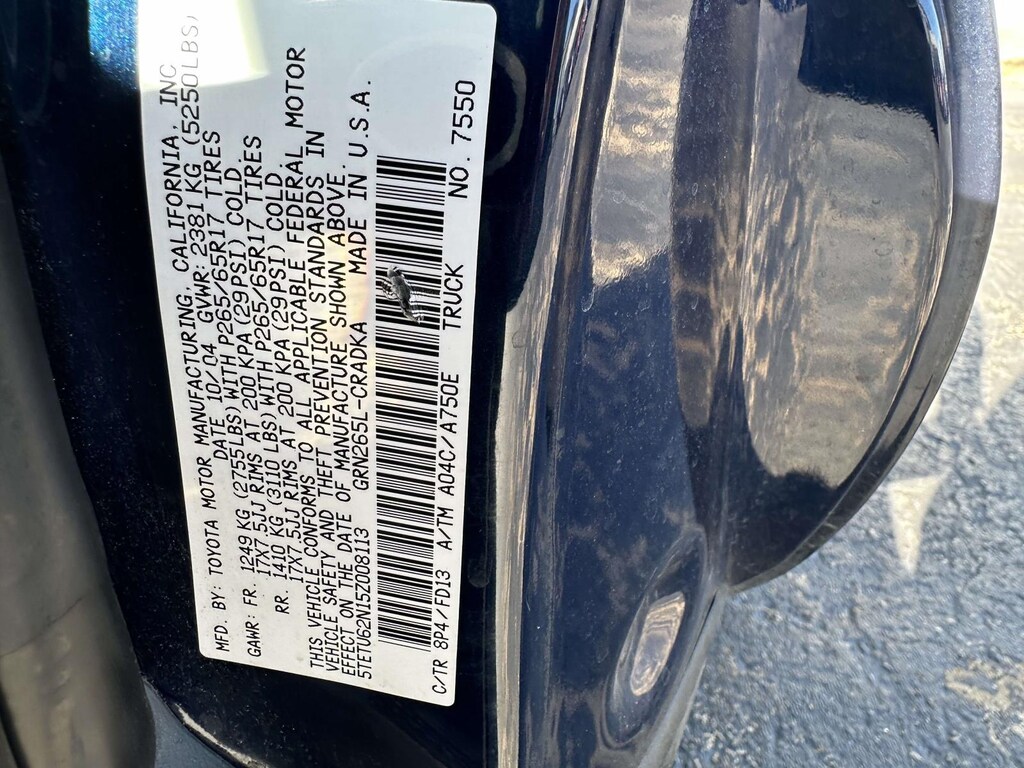 MFD. BY: TOYOTA MOTOR MANUFACTURING, CALIFORNIA, INC
DATE 10/04 GVWR: 2381 KG (5250LBS)
GAWR: FR. 1249 KG (2755LBS) WITH P265/65R17 TIRES
17X7.5JJ RIMS AT 200 KPA (29PSI) COLD
RR. 1410 KG (3110 LBS) WITH P265/65R17 TIRES
17X7.5JJ RIMS AT 200 KPA (29PSI) COLD
THIS VEHICLE CONFORMS TO ALL APPLICABLE FEDERAL MOTOR
VEHICLE SAFETY AND THEFT PREVENTION STANDARDS IN
EFFECT ON THE DATE OF MANUFACTURE SHOWN ABOVE.
5TETU62N15Z008113 GRN265L-CRADKA MADE IN U.S.A.
C/TR 8P4/FD13 A/TM A04C/A750E TRUCK NO. 7550